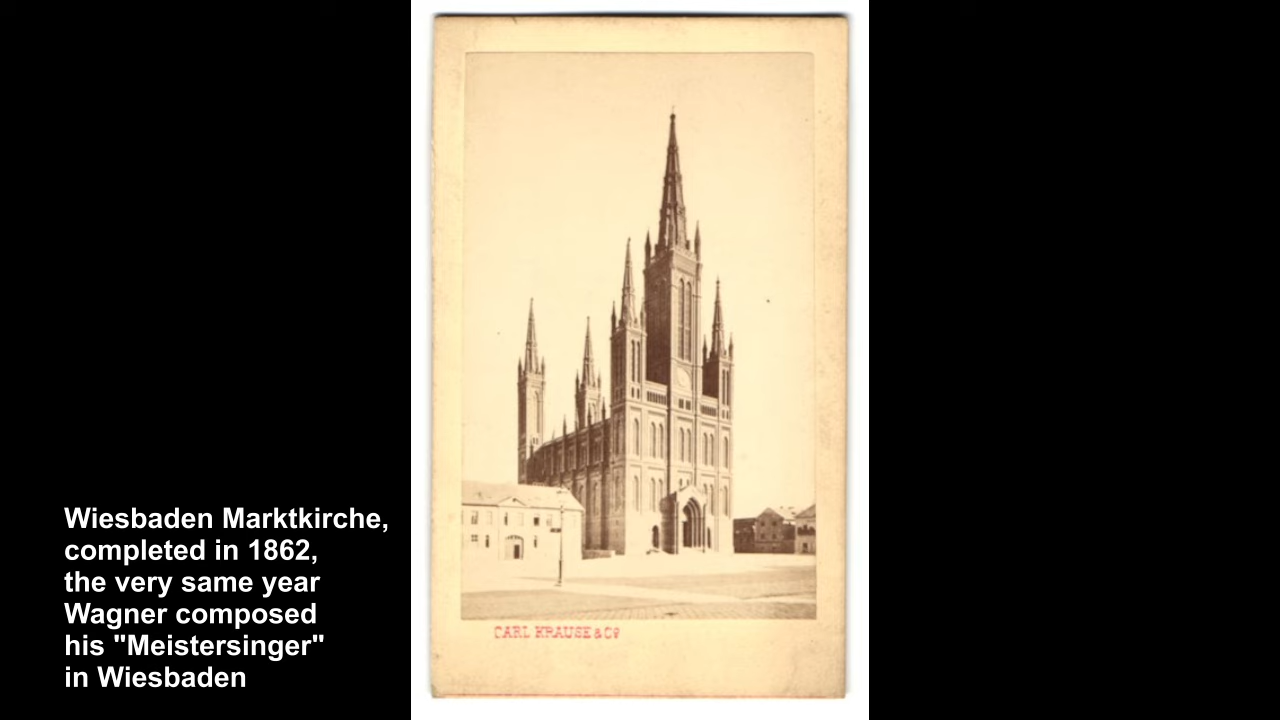 Wiesbaden Marktkirche,
completed in 1862,
the very same year
Wagner composed
his "Meistersinger"
in Wiesbaden
CARL KRAUSE & Cº